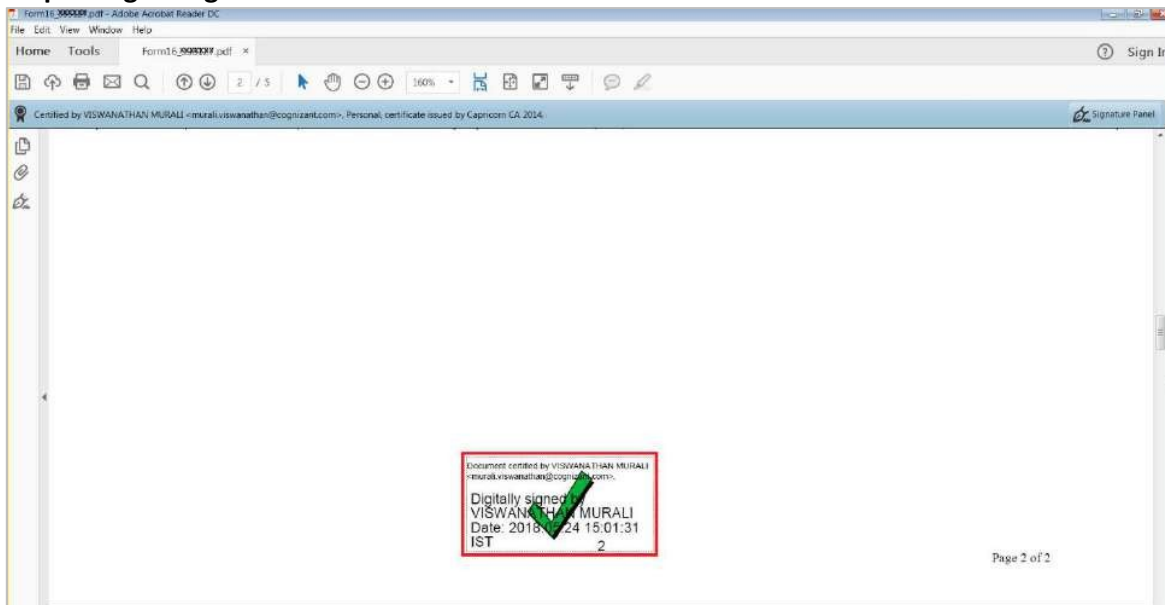 .pdf - Adobe Acrobat Reader DC
File Edit View Window Help
Home Tools Form16_ .pdf × Sign In
2 / 5 160%
Certified by VISWANATHAN MURALI <murali.viswanathan@cognizant.com>, Personal, certificate issued by Capricorn CA 2014.
Signature Panel
Document certified by VISWANATHAN MURALI
<murali.viswanathan@cognizant.com>.
Digitally signed by
VISWANATHAN MURALI
Date: 2018.05.24 15:01:31
IST
2
Page 2 of 2